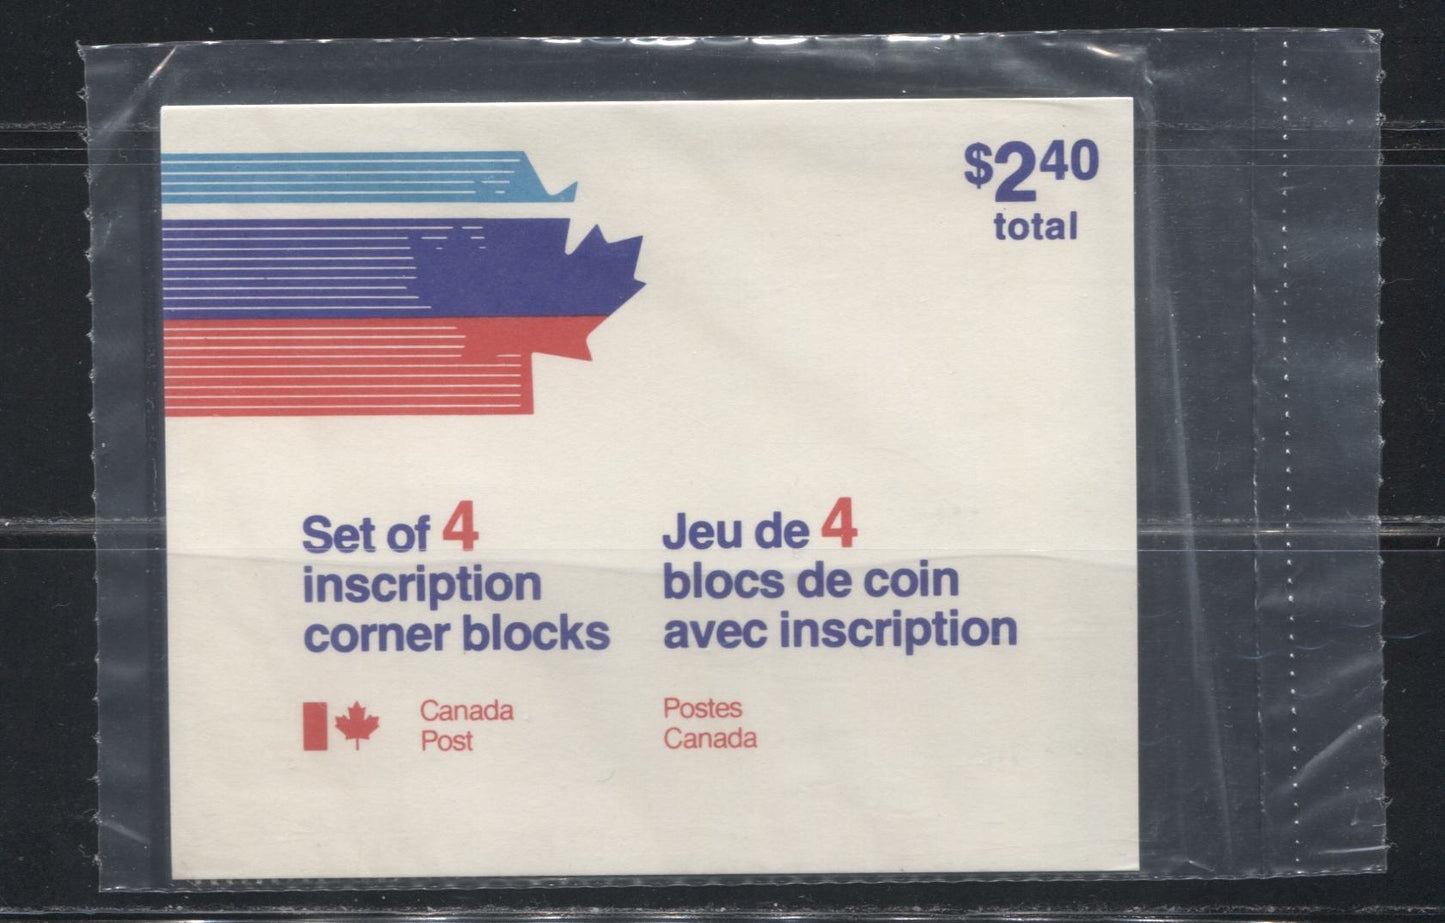 $2.40
total
Set of 4
inscription
corner blocks
Jeu de 4
blocs de coin
avec inscription
Canada
Post
Postes
Canada